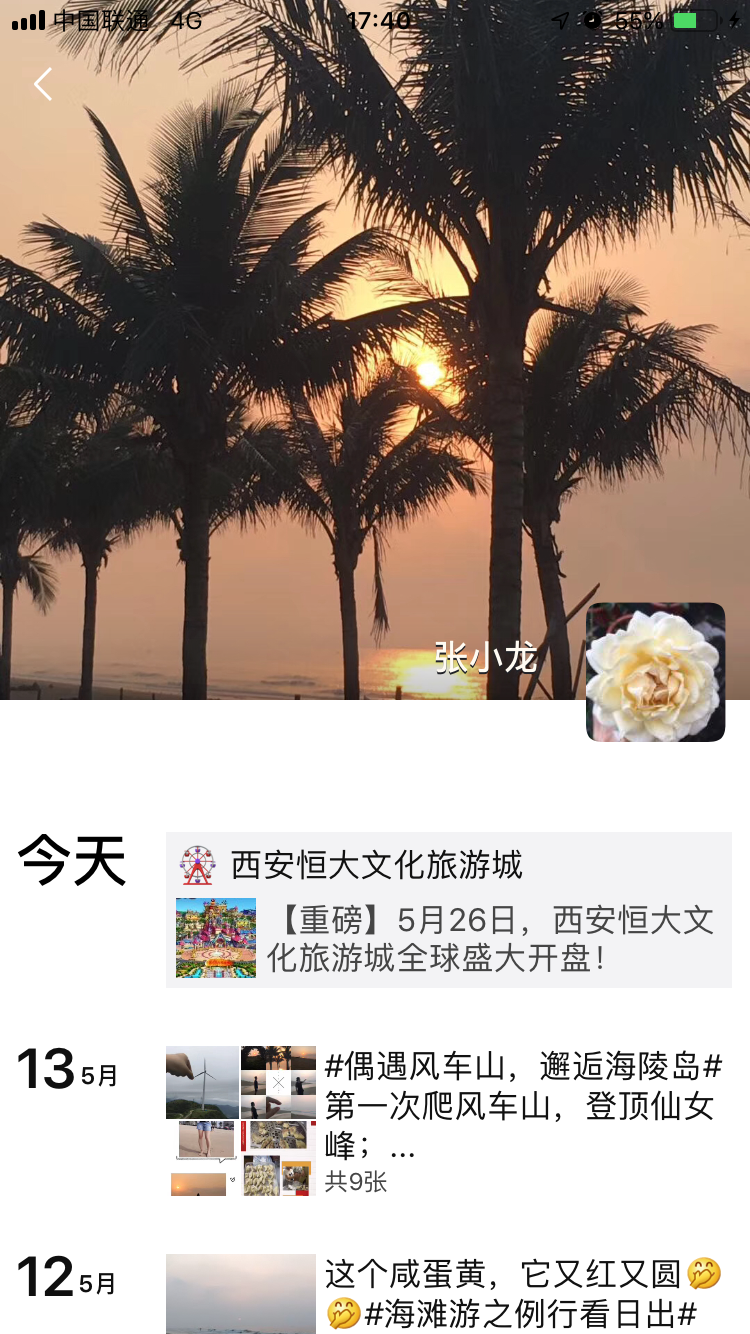 中国联通 4G 17:40 55%
张小龙
今天
西安恒大文化旅游城
【重磅】5月26日，西安恒大文
化旅游城全球盛大开盘！
13 5月
#偶遇风车山，邂逅海陵岛#
第一次爬风车山，登顶仙女
峰；...
共9张
12 5月
这个咸蛋黄，它又红又圆🤭
🤭#海滩游之例行看日出#